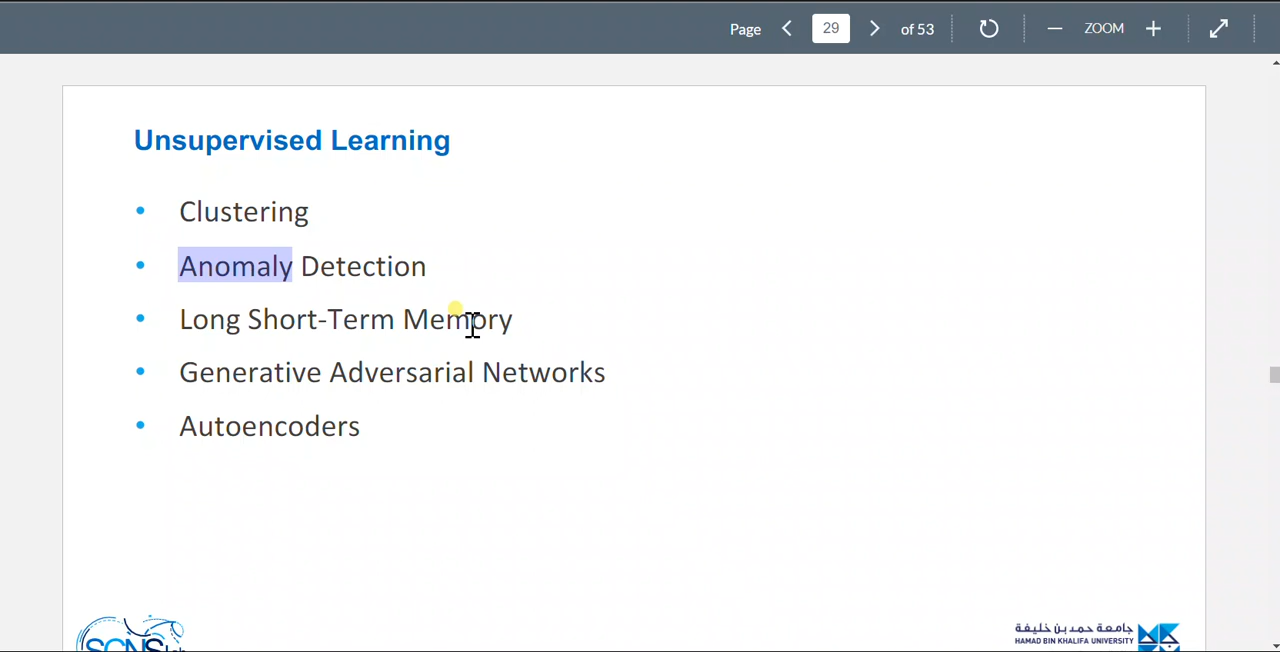 Page 29 of 53 ZOOM
Unsupervised Learning
• Clustering
• Anomaly Detection
• Long Short-Term Memory
• Generative Adversarial Networks
• Autoencoders
جامعة حمد بن خليفة
HAMAD BIN KHALIFA UNIVERSITY